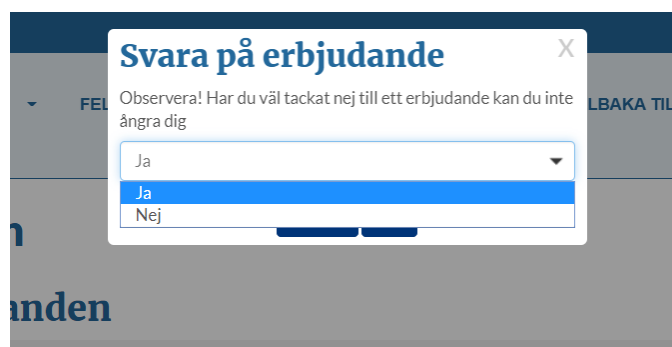 Svara på erbjudande
X
Observera! Har du väl tackat nej till ett erbjudande kan du inte
ångra dig
Ja
Ja
Nej